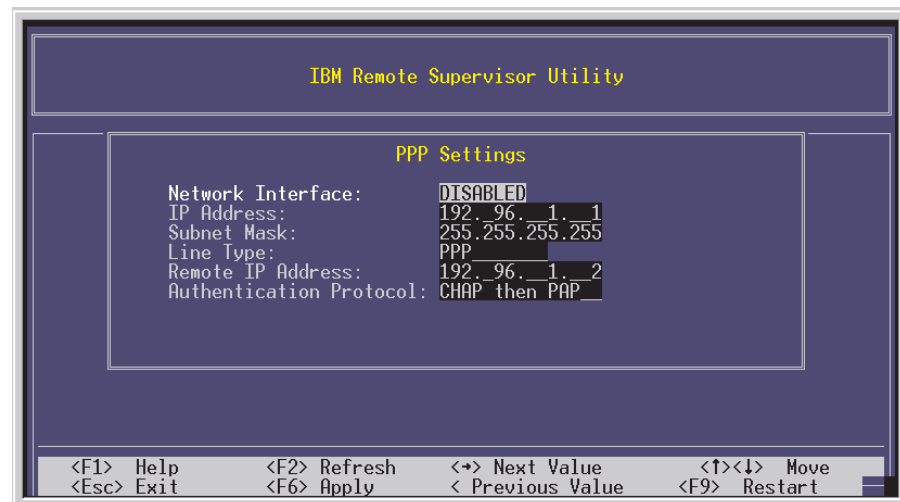 IBM Remote Supervisor Utility
PPP Settings
Network Interface: DISABLED
IP Address: 192._96.__1.__1
Subnet Mask: 255.255.255.255
Line Type: PPP_______
Remote IP Address: 192._96.__1.__2
Authentication Protocol: CHAP then PAP__
<F1> Help <F2> Refresh <→> Next Value <↑><↓> Move
<Esc> Exit <F6> Apply < Previous Value <F9> Restart